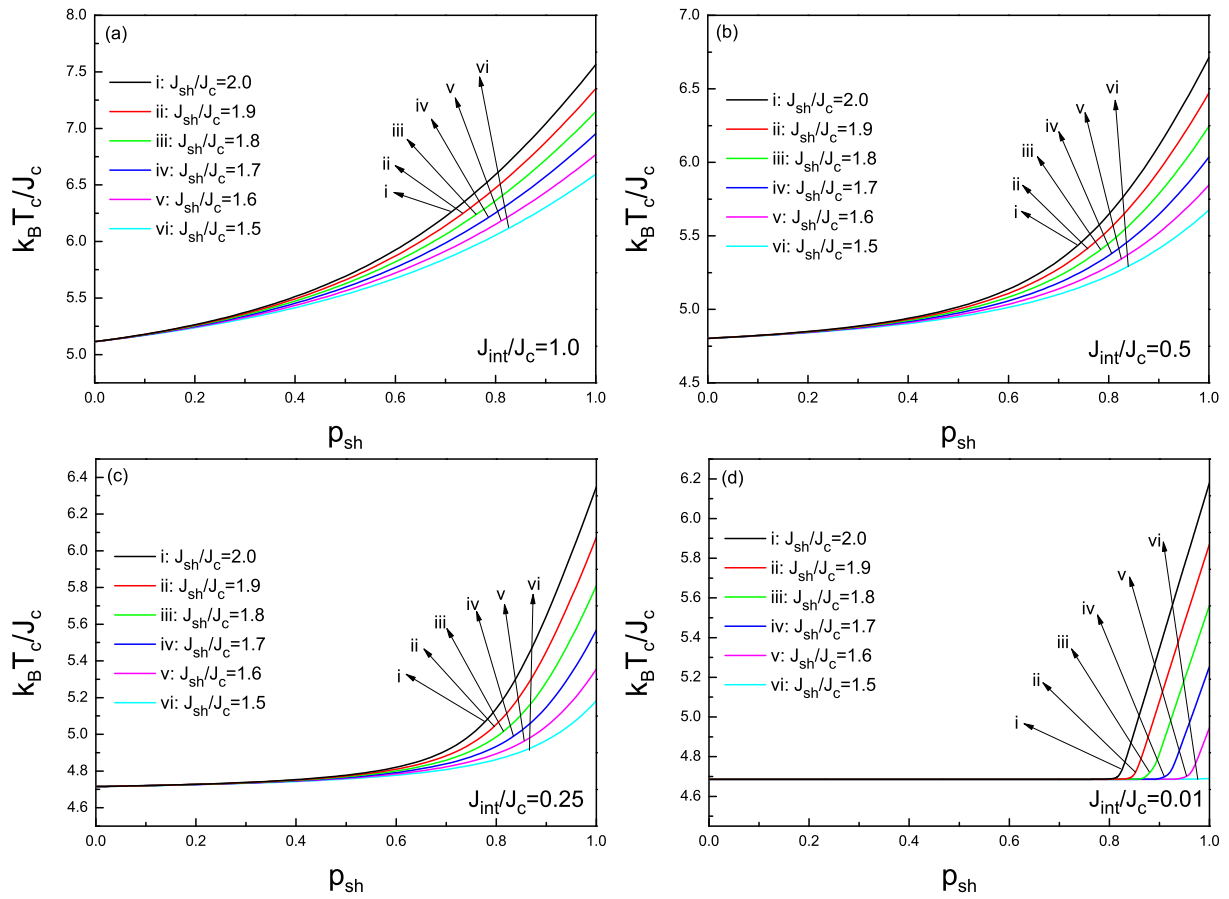 (a)
i: J_sh/J_c=2.0
ii: J_sh/J_c=1.9
iii: J_sh/J_c=1.8
iv: J_sh/J_c=1.7
v: J_sh/J_c=1.6
vi: J_sh/J_c=1.5
vi
v
iv
iii
ii
i
J_int/J_c=1.0
8.0
7.5
7.0
6.5
6.0
5.5
5.0
k_BT_c/J_c
0.0 0.2 0.4 0.6 0.8 1.0
p_sh
(b)
i: J_sh/J_c=2.0
ii: J_sh/J_c=1.9
iii: J_sh/J_c=1.8
iv: J_sh/J_c=1.7
v: J_sh/J_c=1.6
vi: J_sh/J_c=1.5
vi
v
iv
iii
ii
i
J_int/J_c=0.5
7.0
6.5
6.0
5.5
5.0
4.5
k_BT_c/J_c
0.0 0.2 0.4 0.6 0.8 1.0
p_sh
(c)
i: J_sh/J_c=2.0
ii: J_sh/J_c=1.9
iii: J_sh/J_c=1.8
iv: J_sh/J_c=1.7
v: J_sh/J_c=1.6
vi: J_sh/J_c=1.5
vi
v
iv
iii
ii
i
J_int/J_c=0.25
6.4
6.2
6.0
5.8
5.6
5.4
5.2
5.0
4.8
4.6
k_BT_c/J_c
0.0 0.2 0.4 0.6 0.8 1.0
p_sh
(d)
i: J_sh/J_c=2.0
ii: J_sh/J_c=1.9
iii: J_sh/J_c=1.8
iv: J_sh/J_c=1.7
v: J_sh/J_c=1.6
vi: J_sh/J_c=1.5
vi
v
iv
iii
ii
i
J_int/J_c=0.01
6.2
6.0
5.8
5.6
5.4
5.2
5.0
4.8
4.6
k_BT_c/J_c
0.0 0.2 0.4 0.6 0.8 1.0
p_sh